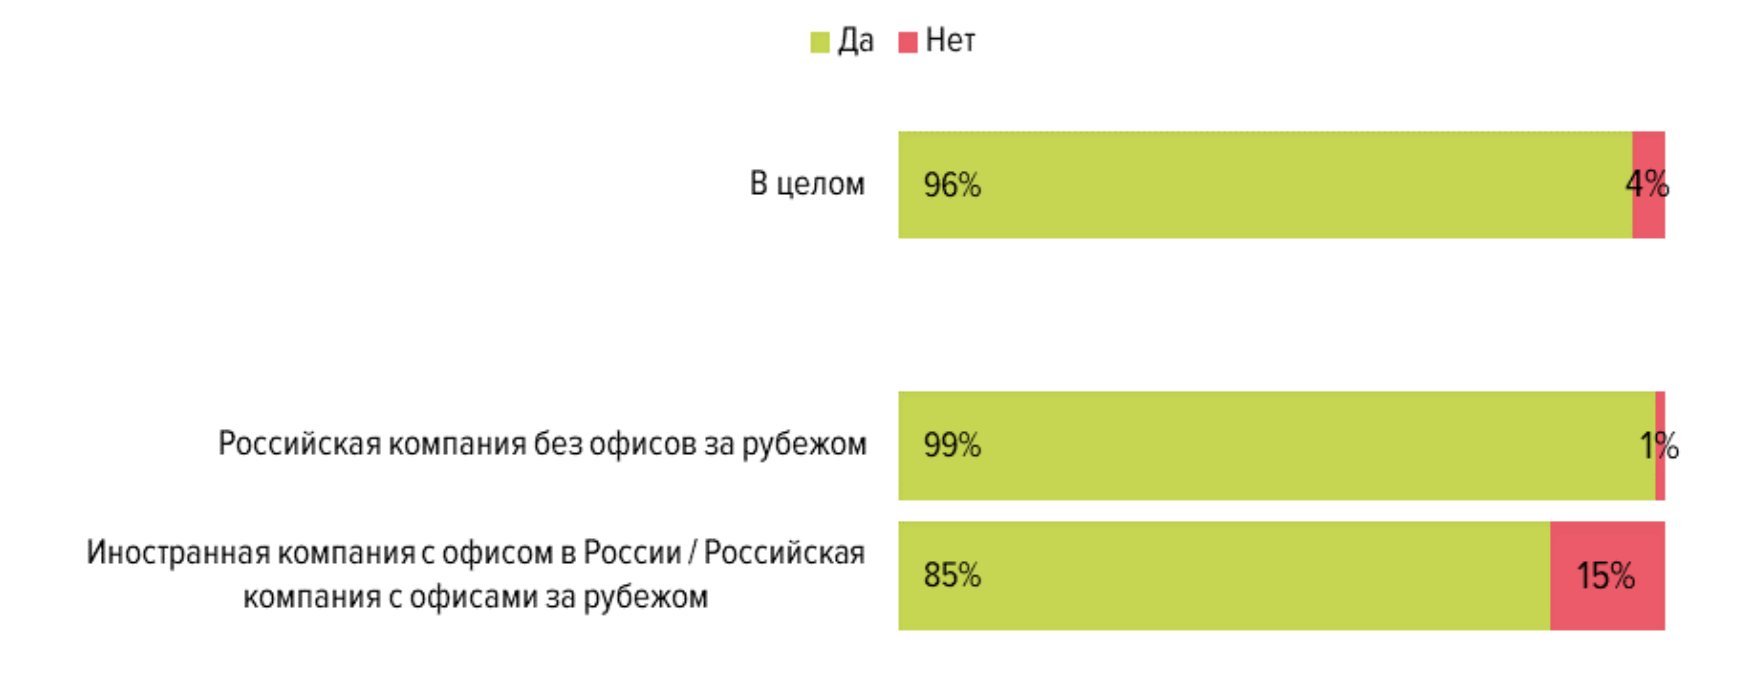 Да Нет
В целом 96% 4%
Российская компания без офисов за рубежом 99% 1%
Иностранная компания с офисом в России / Российская
компания с офисами за рубежом 85% 15%